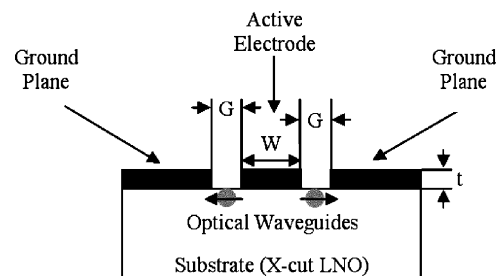 Active
Electrode
Ground
Plane
Ground
Plane
G
G
W
t
Optical Waveguides
Substrate (X-cut LNO)